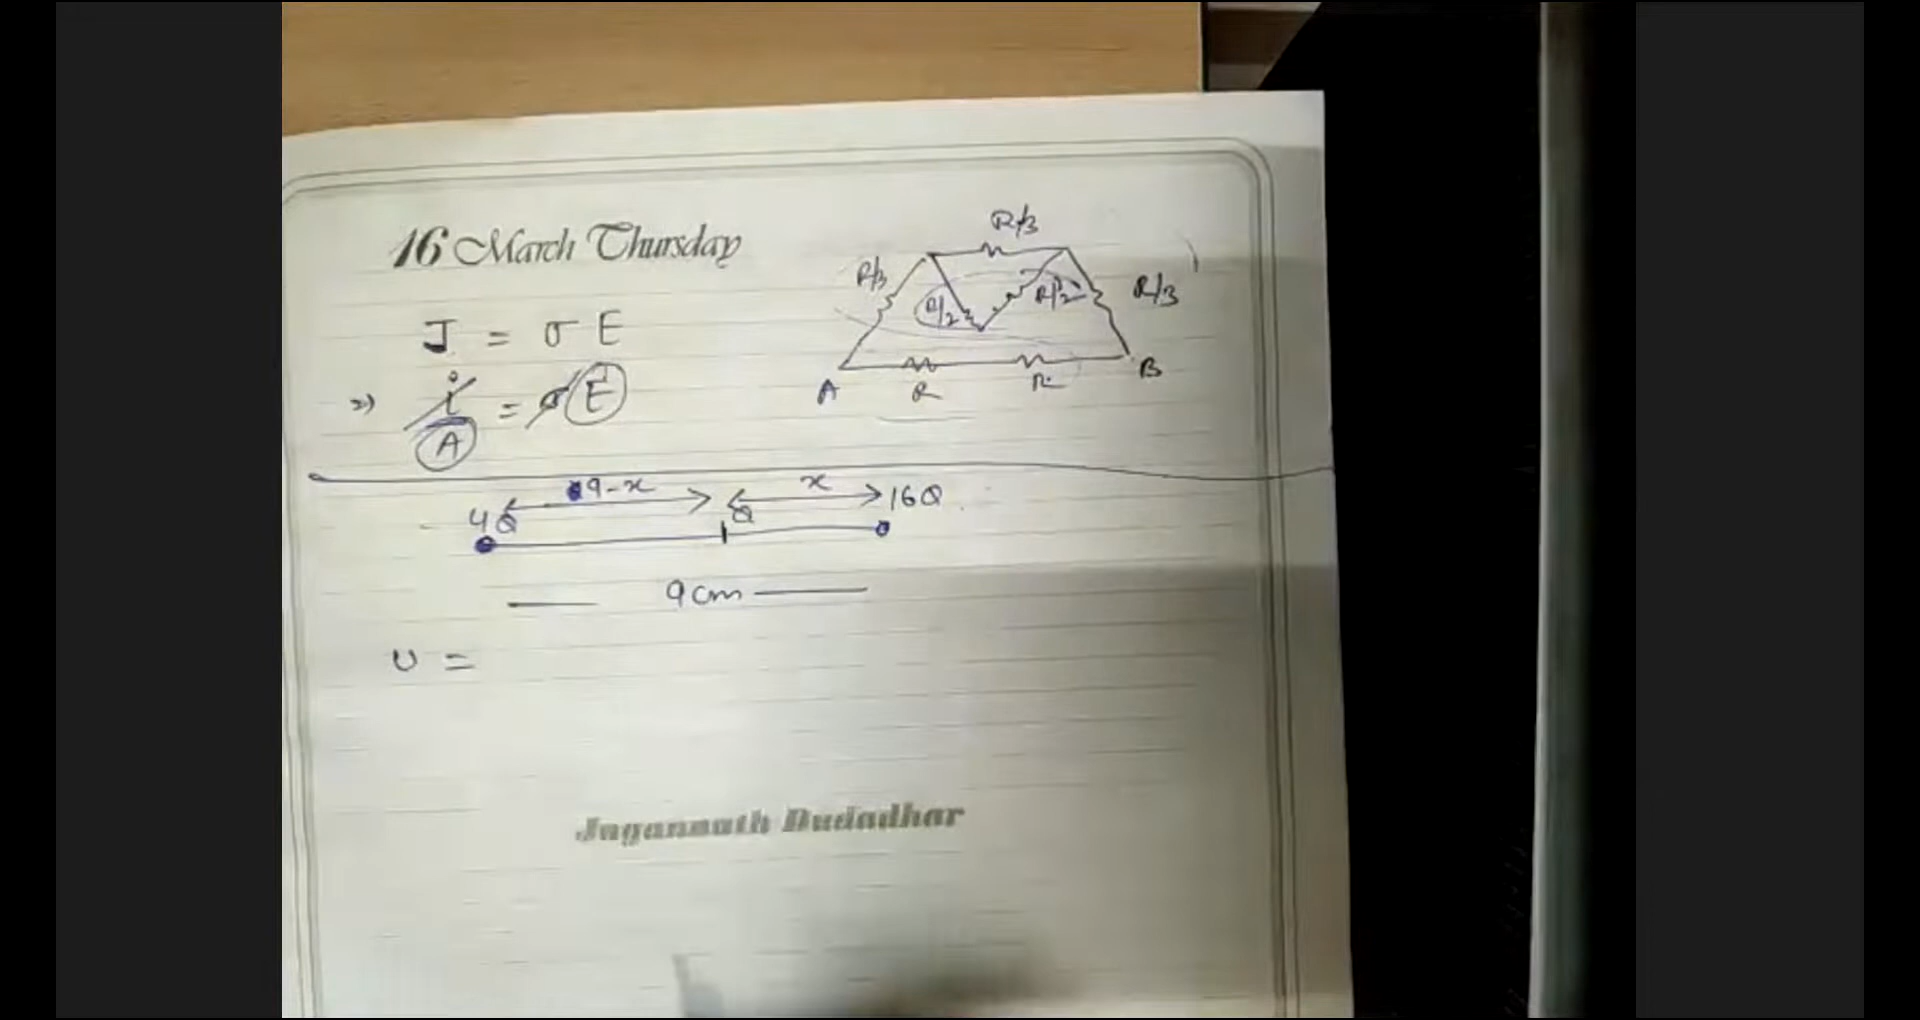 16 March Thursday
R/3
R/3
R/2
R/2
R/3
A
R
R
B
J = σ E
=> i/A = σ E
9-x
x
4Q
Q
16Q
9cm
U =
Jagannath Dudadhar